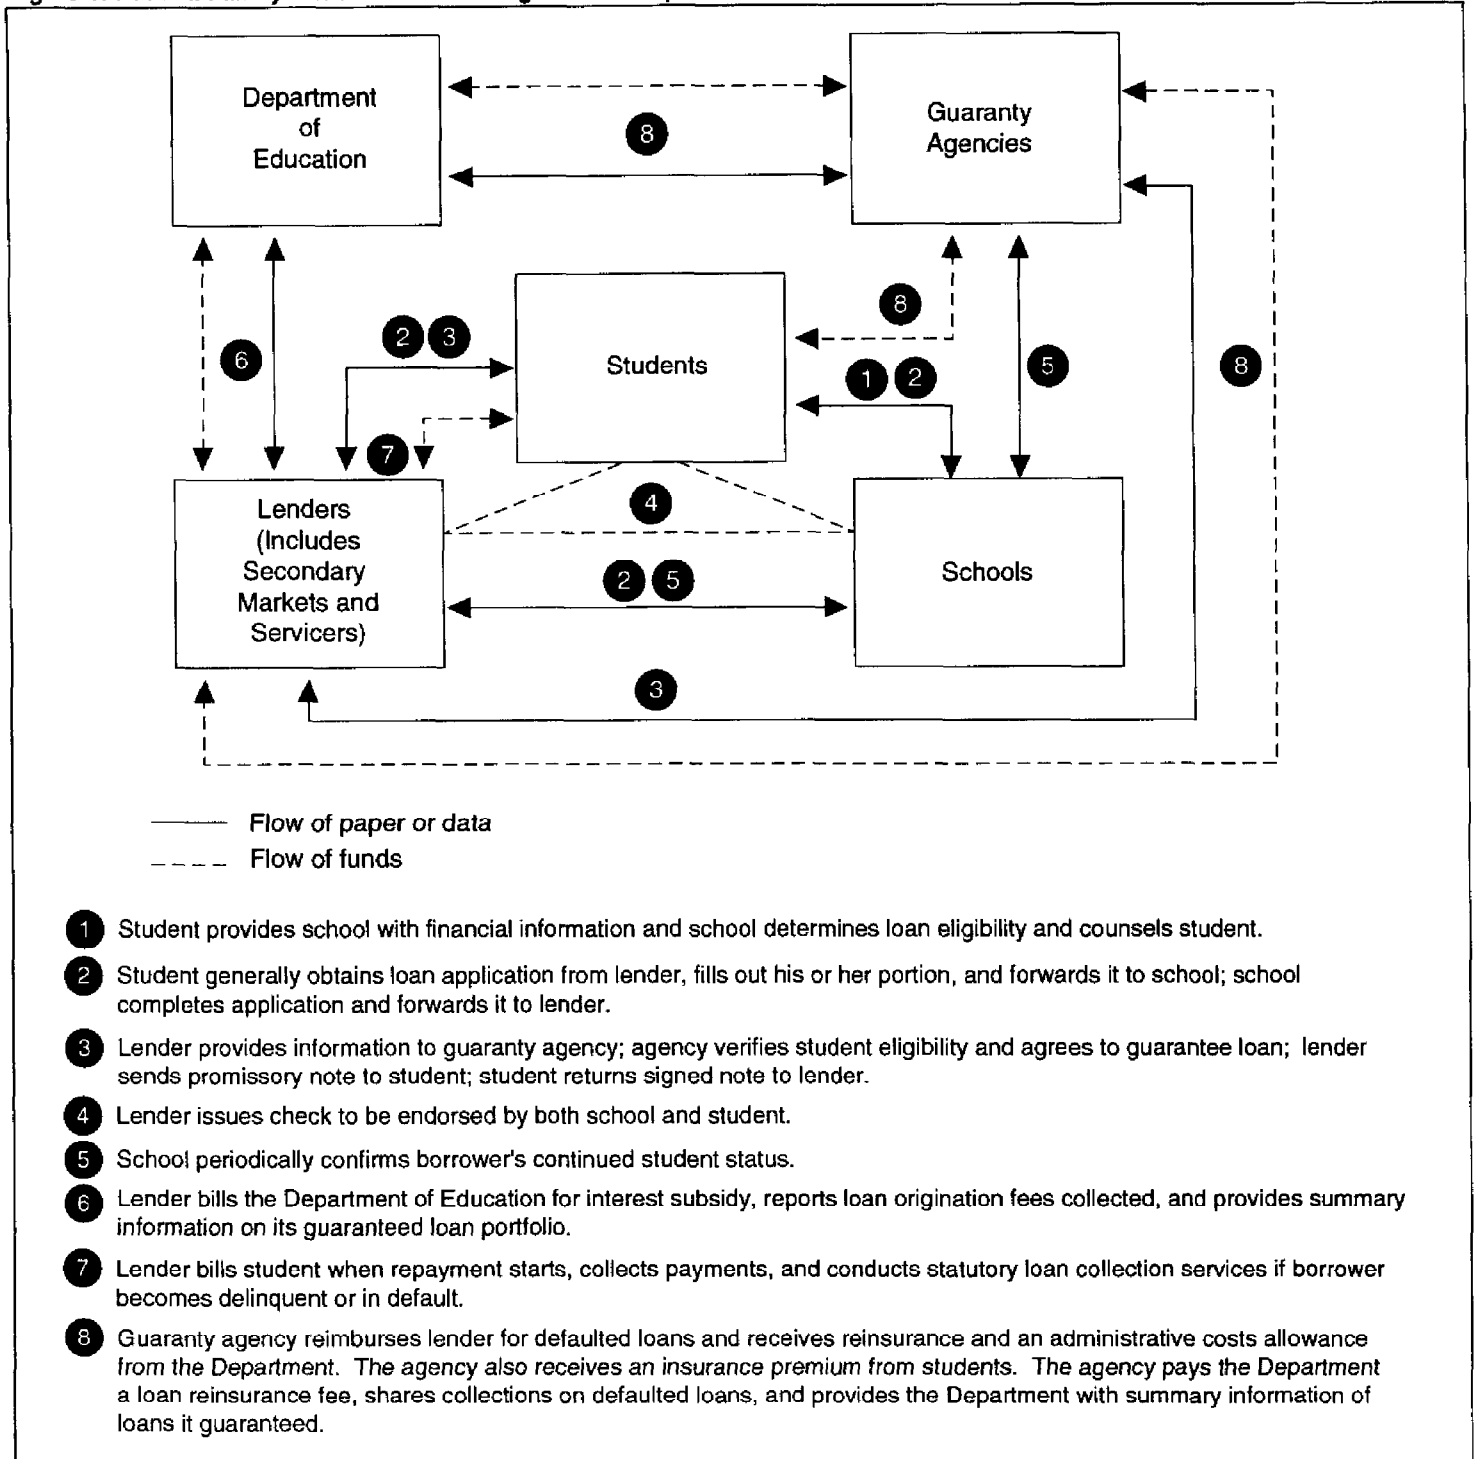 Department
of
Education
8
Guaranty
Agencies
6
2 3
Students
8
1 2
5
8
7
4
Lenders
(Includes
Secondary
Markets and
Servicers)
2 5
Schools
3
Flow of paper or data
Flow of funds
1 Student provides school with financial information and school determines loan eligibility and counsels student.
2 Student generally obtains loan application from lender, fills out his or her portion, and forwards it to school; school
completes application and forwards it to lender.
3 Lender provides information to guaranty agency; agency verifies student eligibility and agrees to guarantee loan; lender
sends promissory note to student; student returns signed note to lender.
4 Lender issues check to be endorsed by both school and student.
5 School periodically confirms borrower's continued student status.
6 Lender bills the Department of Education for interest subsidy, reports loan origination fees collected, and provides summary
information on its guaranteed loan portfolio.
7 Lender bills student when repayment starts, collects payments, and conducts statutory loan collection services if borrower
becomes delinquent or in default.
8 Guaranty agency reimburses lender for defaulted loans and receives reinsurance and an administrative costs allowance
from the Department. The agency also receives an insurance premium from students. The agency pays the Department
a loan reinsurance fee, shares collections on defaulted loans, and provides the Department with summary information of
loans it guaranteed.